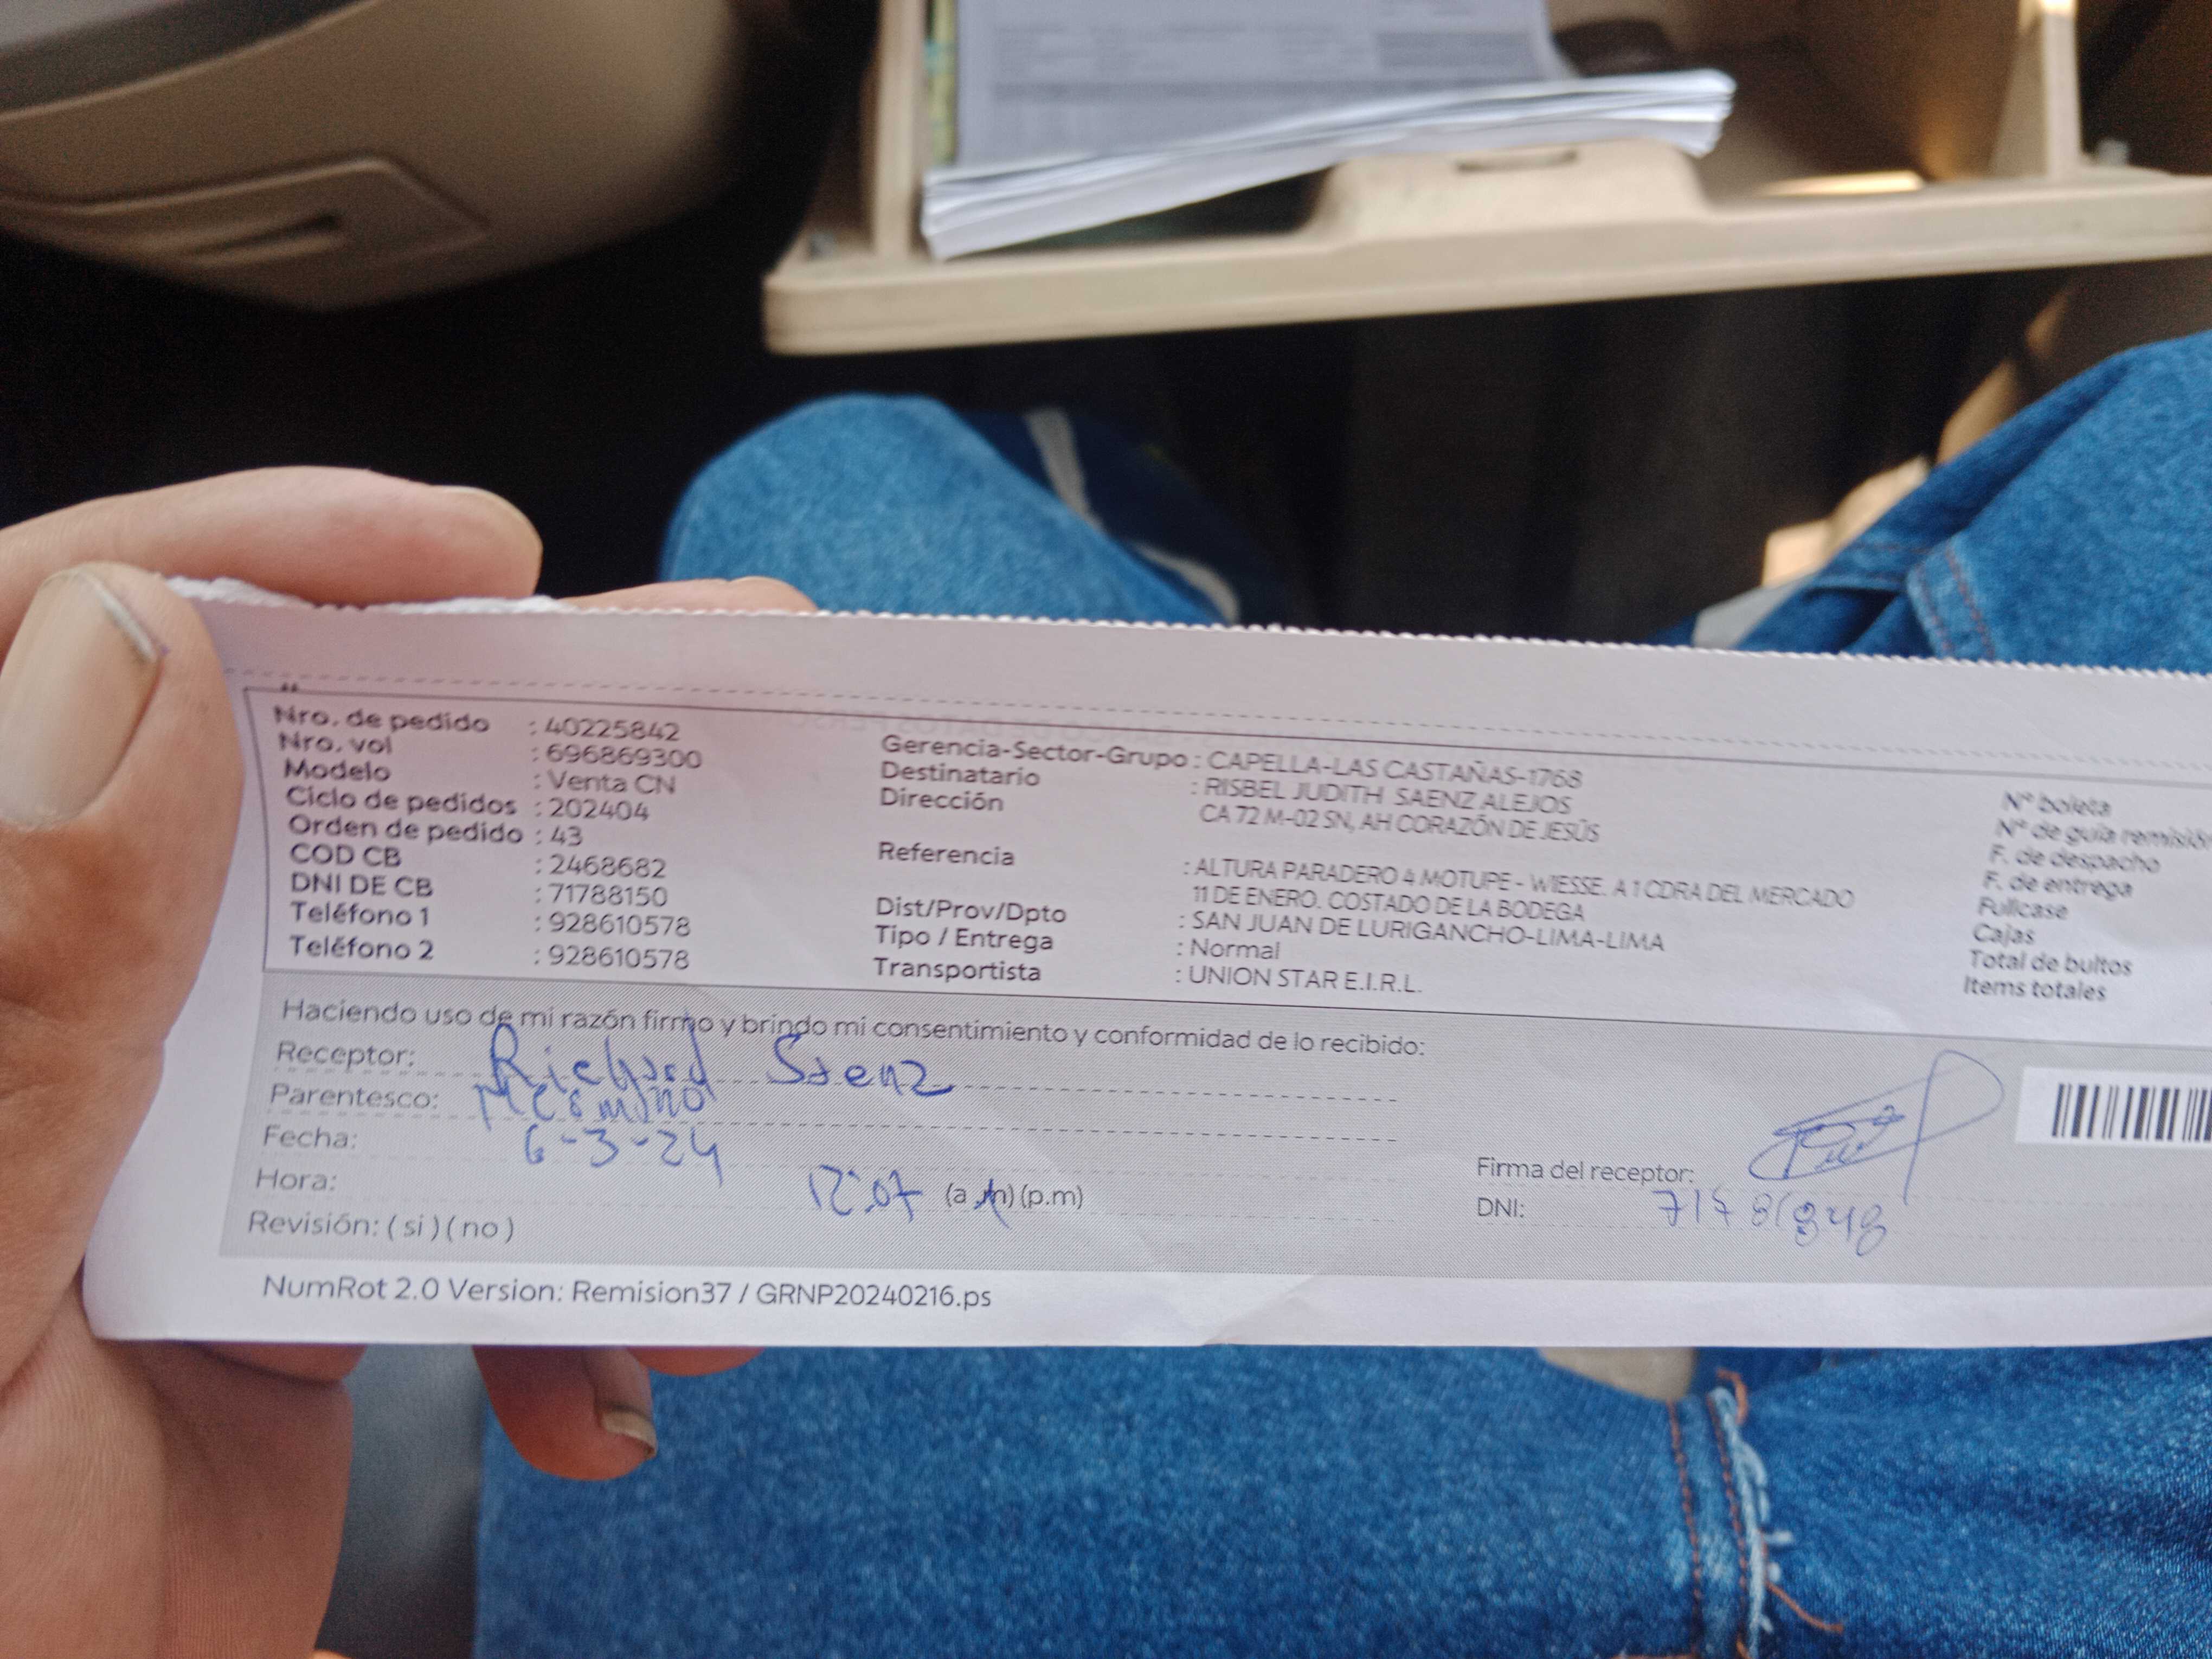 Nro. de pedido : 40225842
Nro. vol : 696869300
Modelo : Venta CN
Ciclo de pedidos : 202404
Orden de pedido : 43
COD CB : 2468682
DNI DE CB : 71788150
Teléfono 1 : 928610578
Teléfono 2 : 928610578
Gerencia-Sector-Grupo : CAPELLA-LAS CASTAÑAS-1768
Destinatario : RISBEL JUDITH SAENZ ALEJOS
Dirección CA 72 M-02 SN, AH CORAZÓN DE JESÚS
Referencia : ALTURA PARADERO 4 MOTUPE - WIESSE. A 1 CDRA DEL MERCADO
11 DE ENERO. COSTADO DE LA BODEGA
Dist/Prov/Dpto : SAN JUAN DE LURIGANCHO-LIMA-LIMA
Tipo / Entrega : Normal
Transportista : UNION STAR E.I.R.L.
N° boleta
N° de guía remisión
F. de despacho
F. de entrega
Fullcase
Cajas
Total de bultos
Items totales
Haciendo uso de mi razón firmo y brindo mi consentimiento y conformidad de lo recibido:
Receptor: Richard Saenz
Parentesco:
Fecha: 6-3-24
Hora: 12:07 (a.m) (p.m)
Revisión: ( si ) ( no )
Firma del receptor:
DNI:
NumRot 2.0 Version: Remision37 / GRNP20240216.ps